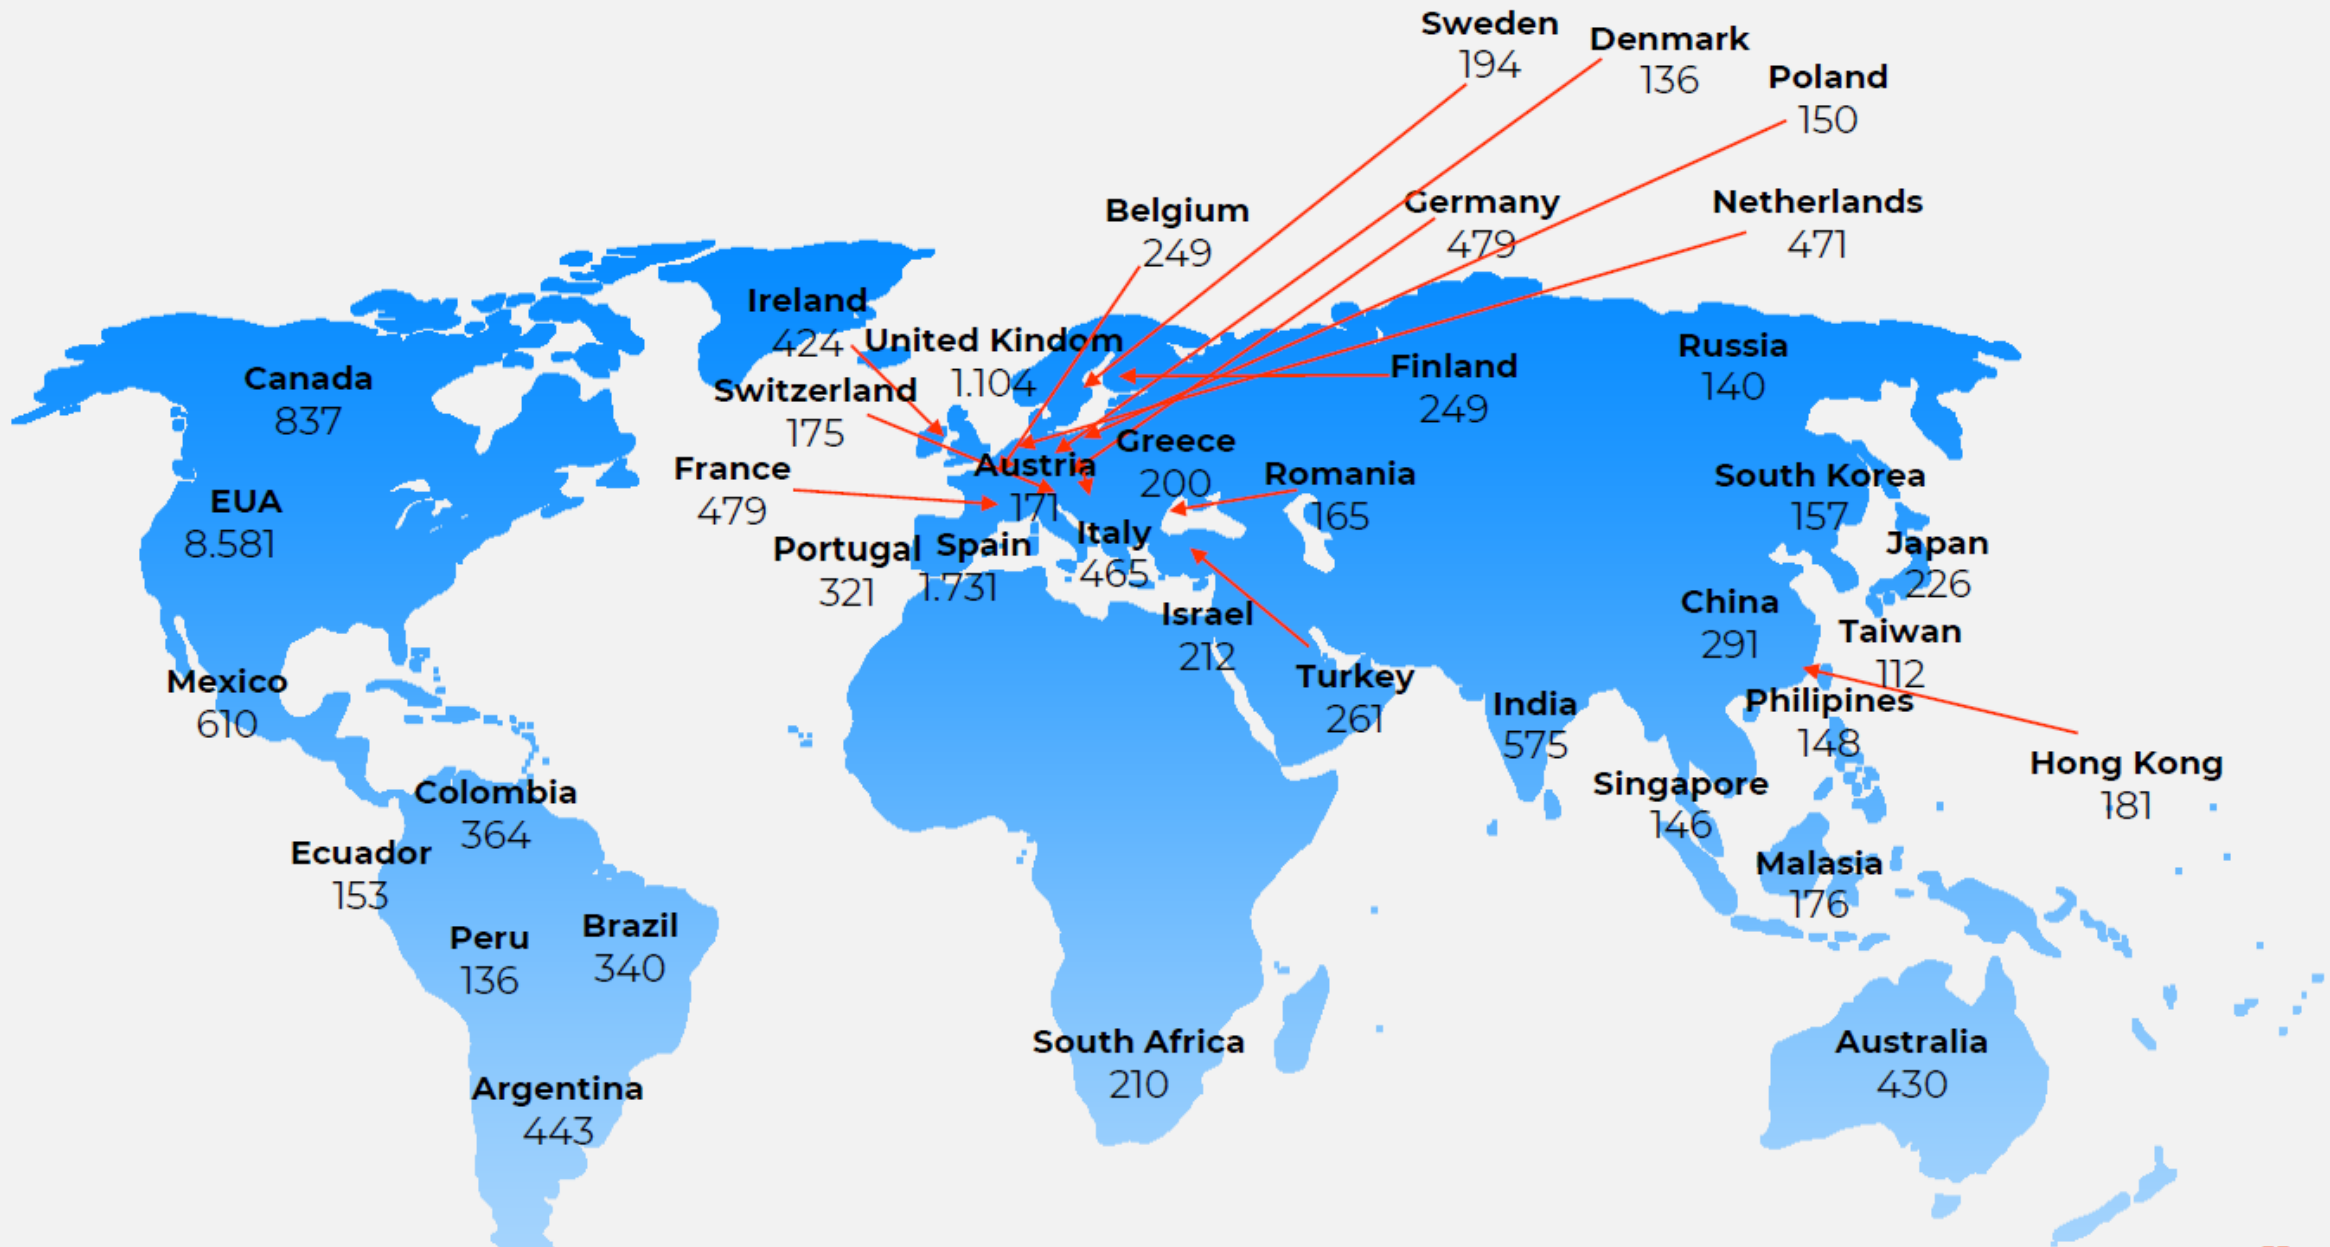 Sweden
194
Denmark
136
Poland
150
Belgium
249
Germany
479
Netherlands
471
Ireland
424
United Kindom
1.104
Switzerland
175
Finland
249
Russia
140
Canada
837
France
479
Austria
171
Greece
200
Romania
165
South Korea
157
EUA
8.581
Portugal
321
Spain
1.731
Italy
465
Japan
226
Israel
212
China
291
Taiwan
112
Mexico
610
Turkey
261
India
575
Philipines
148
Hong Kong
181
Singapore
146
Colombia
364
Ecuador
153
Malasia
176
Peru
136
Brazil
340
South Africa
210
Australia
430
Argentina
443